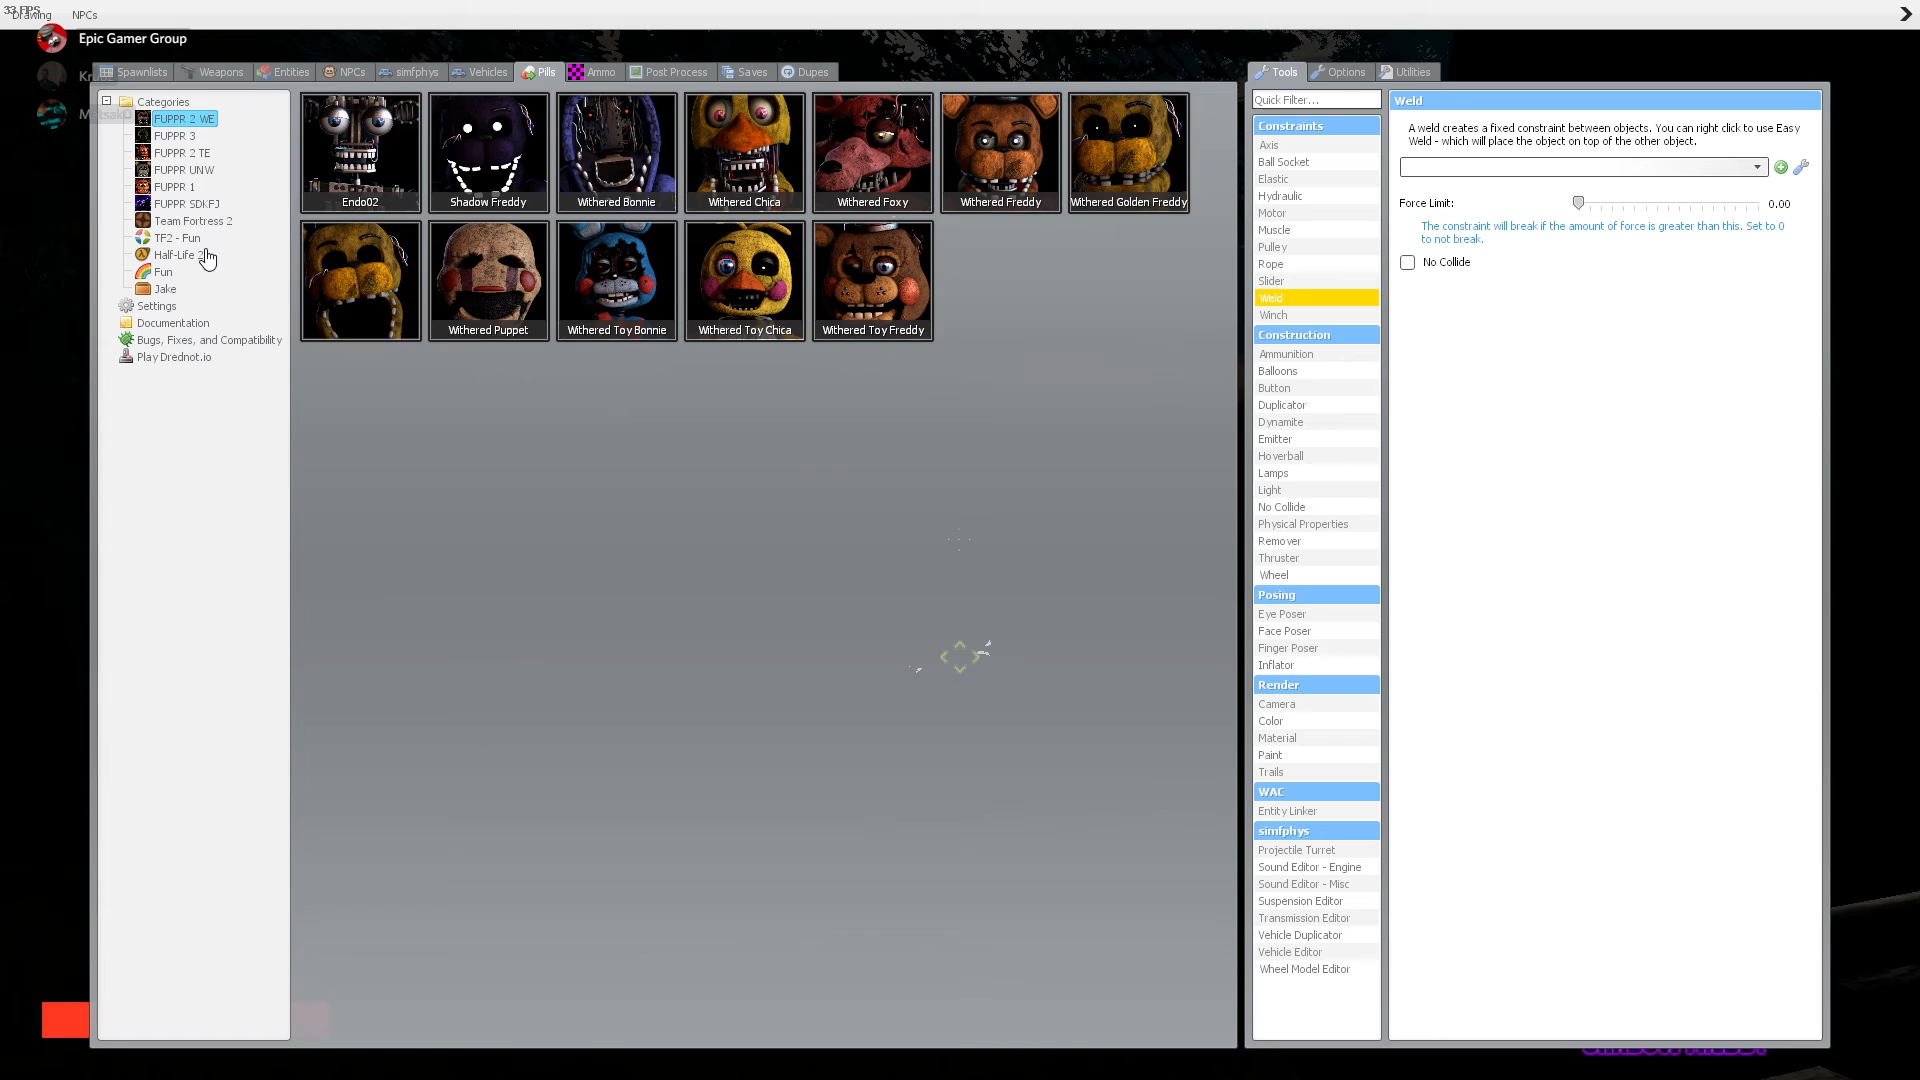 33 FPS
Drawing NPCs
Epic Gamer Group
Spawnlists Weapons Entities NPCs simfphys Vehicles Pills Ammo Post Process Saves Dupes
Categories
FUPPR 2 WE
FUPPR 3
FUPPR 2 TE
FUPPR UNW
FUPPR 1
FUPPR SDKFJ
Team Fortress 2
TF2 - Fun
Half-Life 2
Fun
Jake
Settings
Documentation
Bugs, Fixes, and Compatibility
Play Drednot.io
Endo02 Shadow Freddy Withered Bonnie Withered Chica Withered Foxy Withered Freddy Withered Golden Freddy
Withered Puppet Withered Toy Bonnie Withered Toy Chica Withered Toy Freddy
Tools Options Utilities
Quick Filter...
Constraints
Axis
Ball Socket
Elastic
Hydraulic
Motor
Muscle
Pulley
Rope
Slider
Weld
Winch
Construction
Ammunition
Balloons
Button
Duplicator
Dynamite
Emitter
Hoverball
Lamps
Light
No Collide
Physical Properties
Remover
Thruster
Wheel
Posing
Eye Poser
Face Poser
Finger Poser
Inflator
Render
Camera
Color
Material
Paint
Trails
WAC
Entity Linker
simfphys
Projectile Turret
Sound Editor - Engine
Sound Editor - Misc
Suspension Editor
Transmission Editor
Vehicle Duplicator
Vehicle Editor
Wheel Model Editor
Weld
A weld creates a fixed constraint between objects. You can right click to use Easy
Weld - which will place the object on top of the other object.
Force Limit: 0.00
The constraint will break if the amount of force is greater than this. Set to 0
to not break.
No Collide